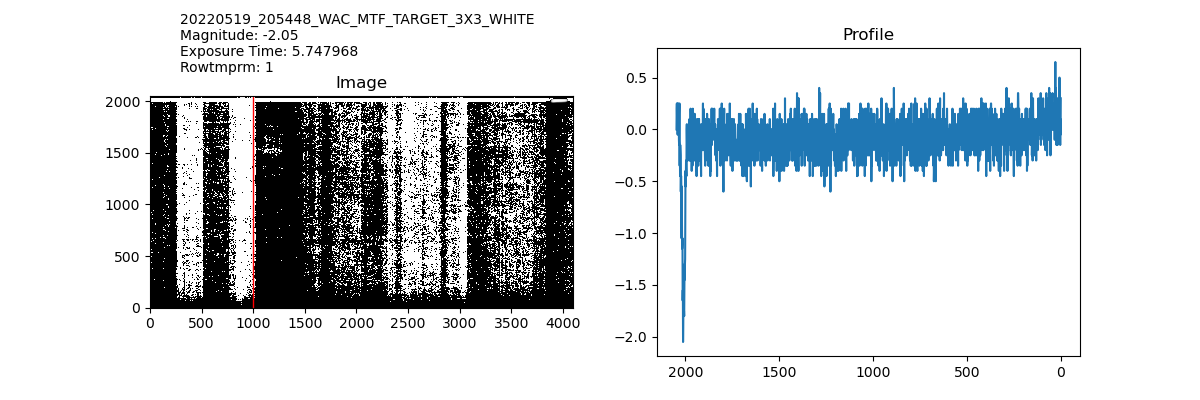 20220519_205448_WAC_MTF_TARGET_3X3_WHITE
Magnitude: -2.05
Exposure Time: 5.747968
Rowtmprm: 1
Image
2000
1500
1000
500
0
0 500 1000 1500 2000 2500 3000 3500 4000
Profile
0.5
0.0
−0.5
−1.0
−1.5
−2.0
2000 1500 1000 500 0